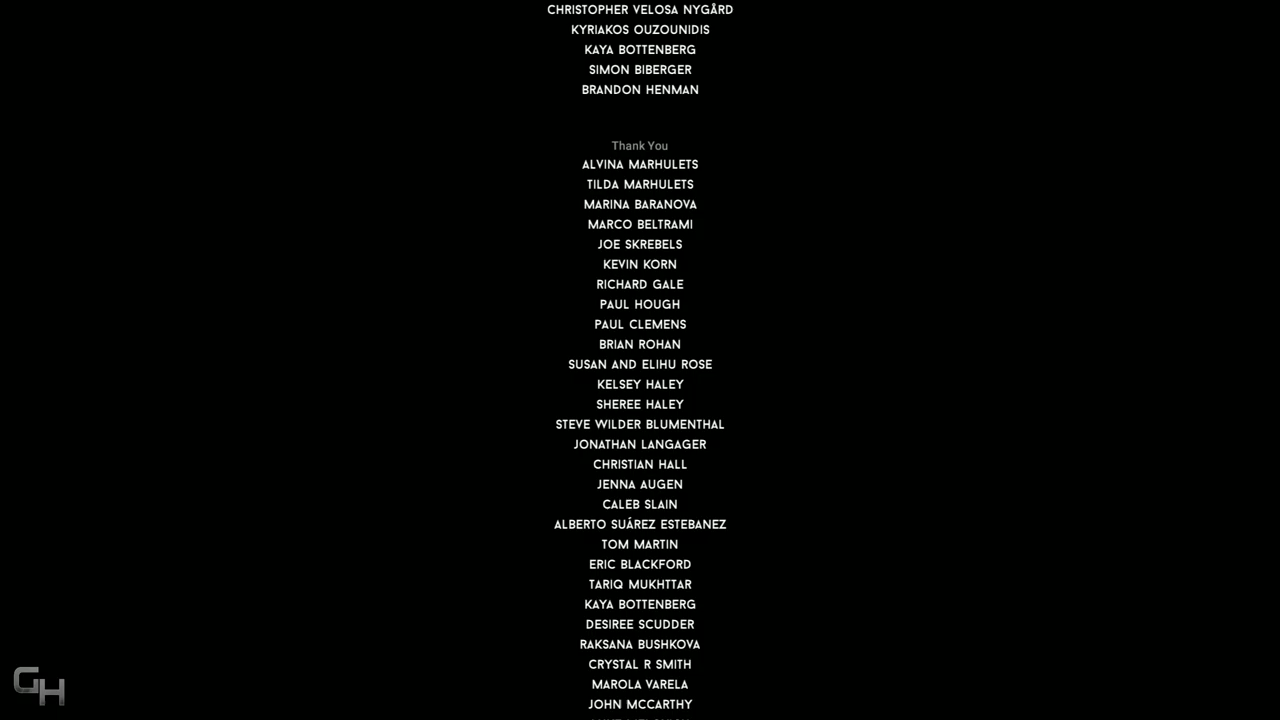 CHRISTOPHER VELOSA NYGÅRD
KYRIAKOS OUZOUNIDIS
KAYA BOTTENBERG
SIMON BIBERGER
BRANDON HENMAN
Thank You
ALVINA MARHULETS
TILDA MARHULETS
MARINA BARANOVA
MARCO BELTRAMI
JOE SKREBELS
KEVIN KORN
RICHARD GALE
PAUL HOUGH
PAUL CLEMENS
BRIAN ROHAN
SUSAN AND ELIHU ROSE
KELSEY HALEY
SHEREE HALEY
STEVE WILDER BLUMENTHAL
JONATHAN LANGAGER
CHRISTIAN HALL
JENNA AUGEN
CALEB SLAIN
ALBERTO SUÁREZ ESTEBANEZ
TOM MARTIN
ERIC BLACKFORD
TARIQ MUKHTTAR
KAYA BOTTENBERG
DESIREE SCUDDER
RAKSANA BUSHKOVA
CRYSTAL R SMITH
MAROLA VARELA
JOHN MCCARTHY
GH